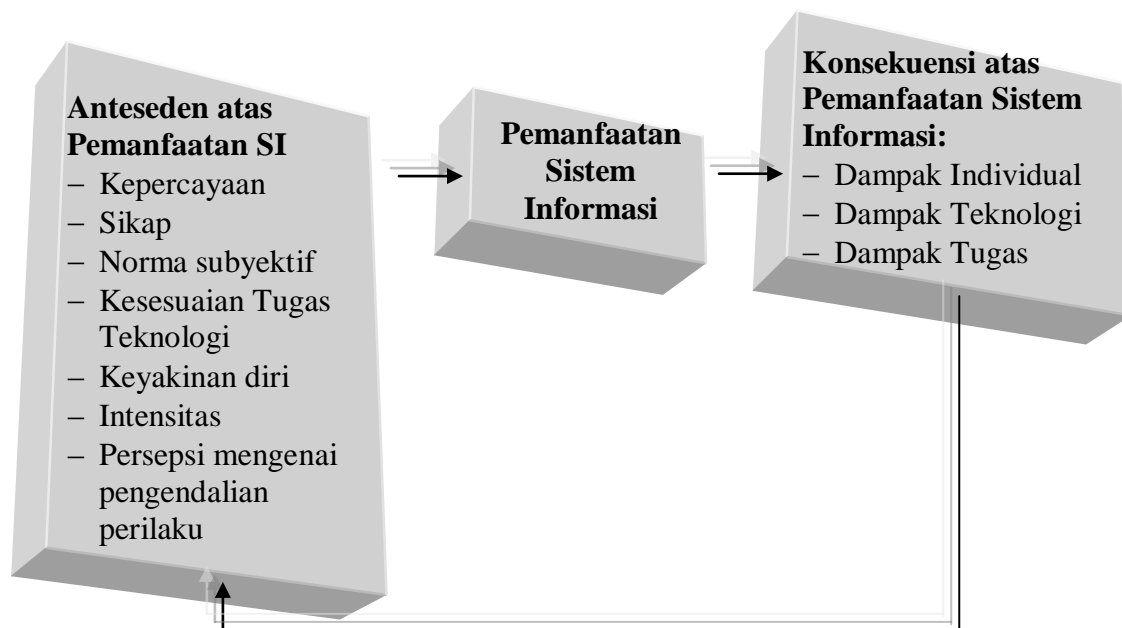 Anteseden atas
Pemanfaatan SI
– Kepercayaan
– Sikap
– Norma subyektif
– Kesesuaian Tugas
Teknologi
– Keyakinan diri
– Intensitas
– Persepsi mengenai
pengendalian
perilaku
Pemanfaatan
Sistem
Informasi
Konsekuensi atas
Pemanfaatan Sistem
Informasi:
– Dampak Individual
– Dampak Teknologi
– Dampak Tugas